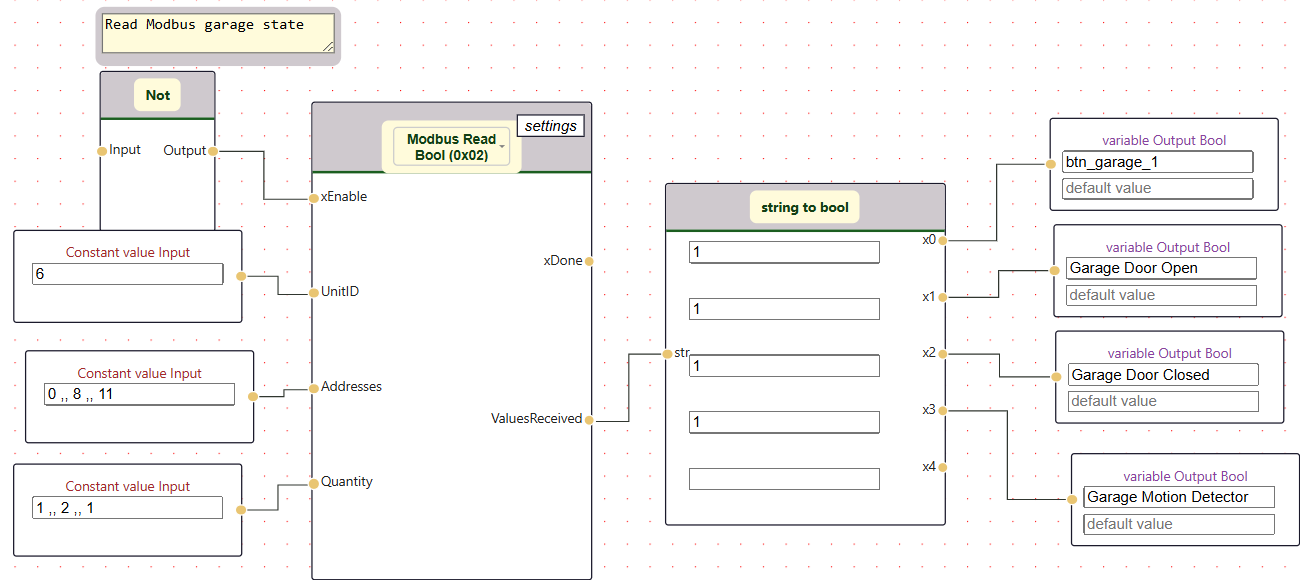 Read Modbus garage state
Not
Input
Output
settings
Modbus Read
Bool (0x02)
xEnable
Constant value Input
6
UnitID
xDone
Constant value Input
0 ,, 8 ,, 11
Addresses
ValuesReceived
Constant value Input
1 ,, 2 ,, 1
Quantity
string to bool
1
x0
1
x1
str
1
x2
1
x3
x4
variable Output Bool
btn_garage_1
default value
variable Output Bool
Garage Door Open
default value
variable Output Bool
Garage Door Closed
default value
variable Output Bool
Garage Motion Detector
default value